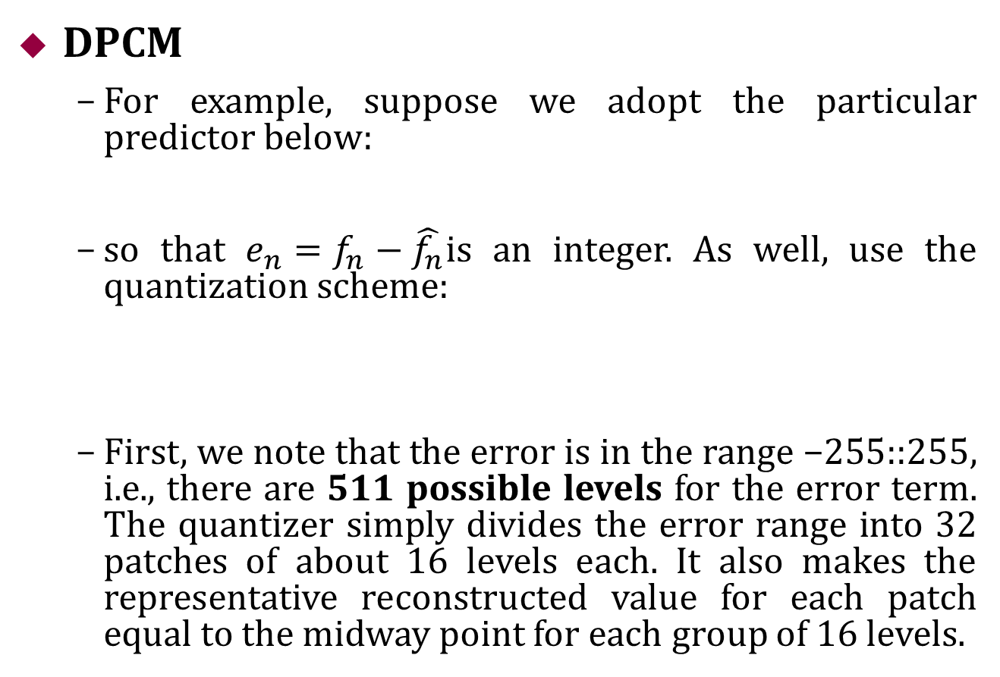 ◆ DPCM
– For example, suppose we adopt the particular
predictor below:
– so that eₙ = fₙ − f̂ₙ is an integer. As well, use the
quantization scheme:
– First, we note that the error is in the range −255::255,
i.e., there are 511 possible levels for the error term.
The quantizer simply divides the error range into 32
patches of about 16 levels each. It also makes the
representative reconstructed value for each patch
equal to the midway point for each group of 16 levels.